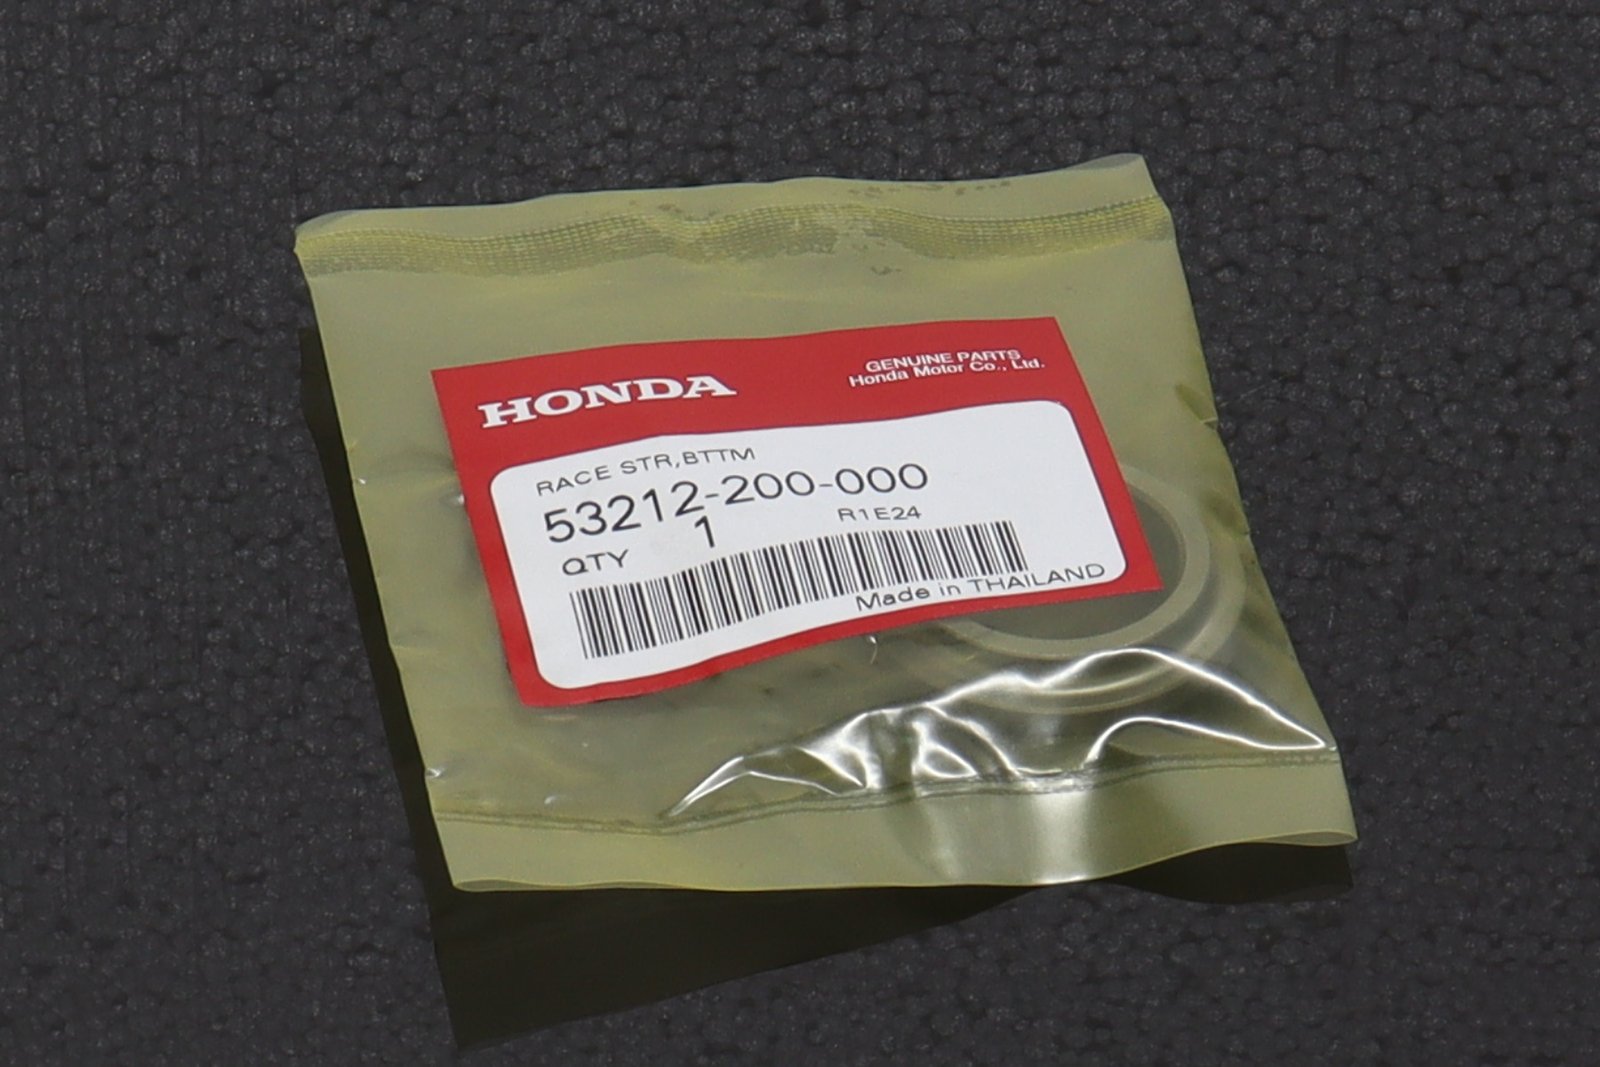 HONDA
GENUINE PARTS
Honda Motor Co., Ltd.
RACE STR,BTTM
53212-200-000
QTY 1 R1E24
Made in THAILAND